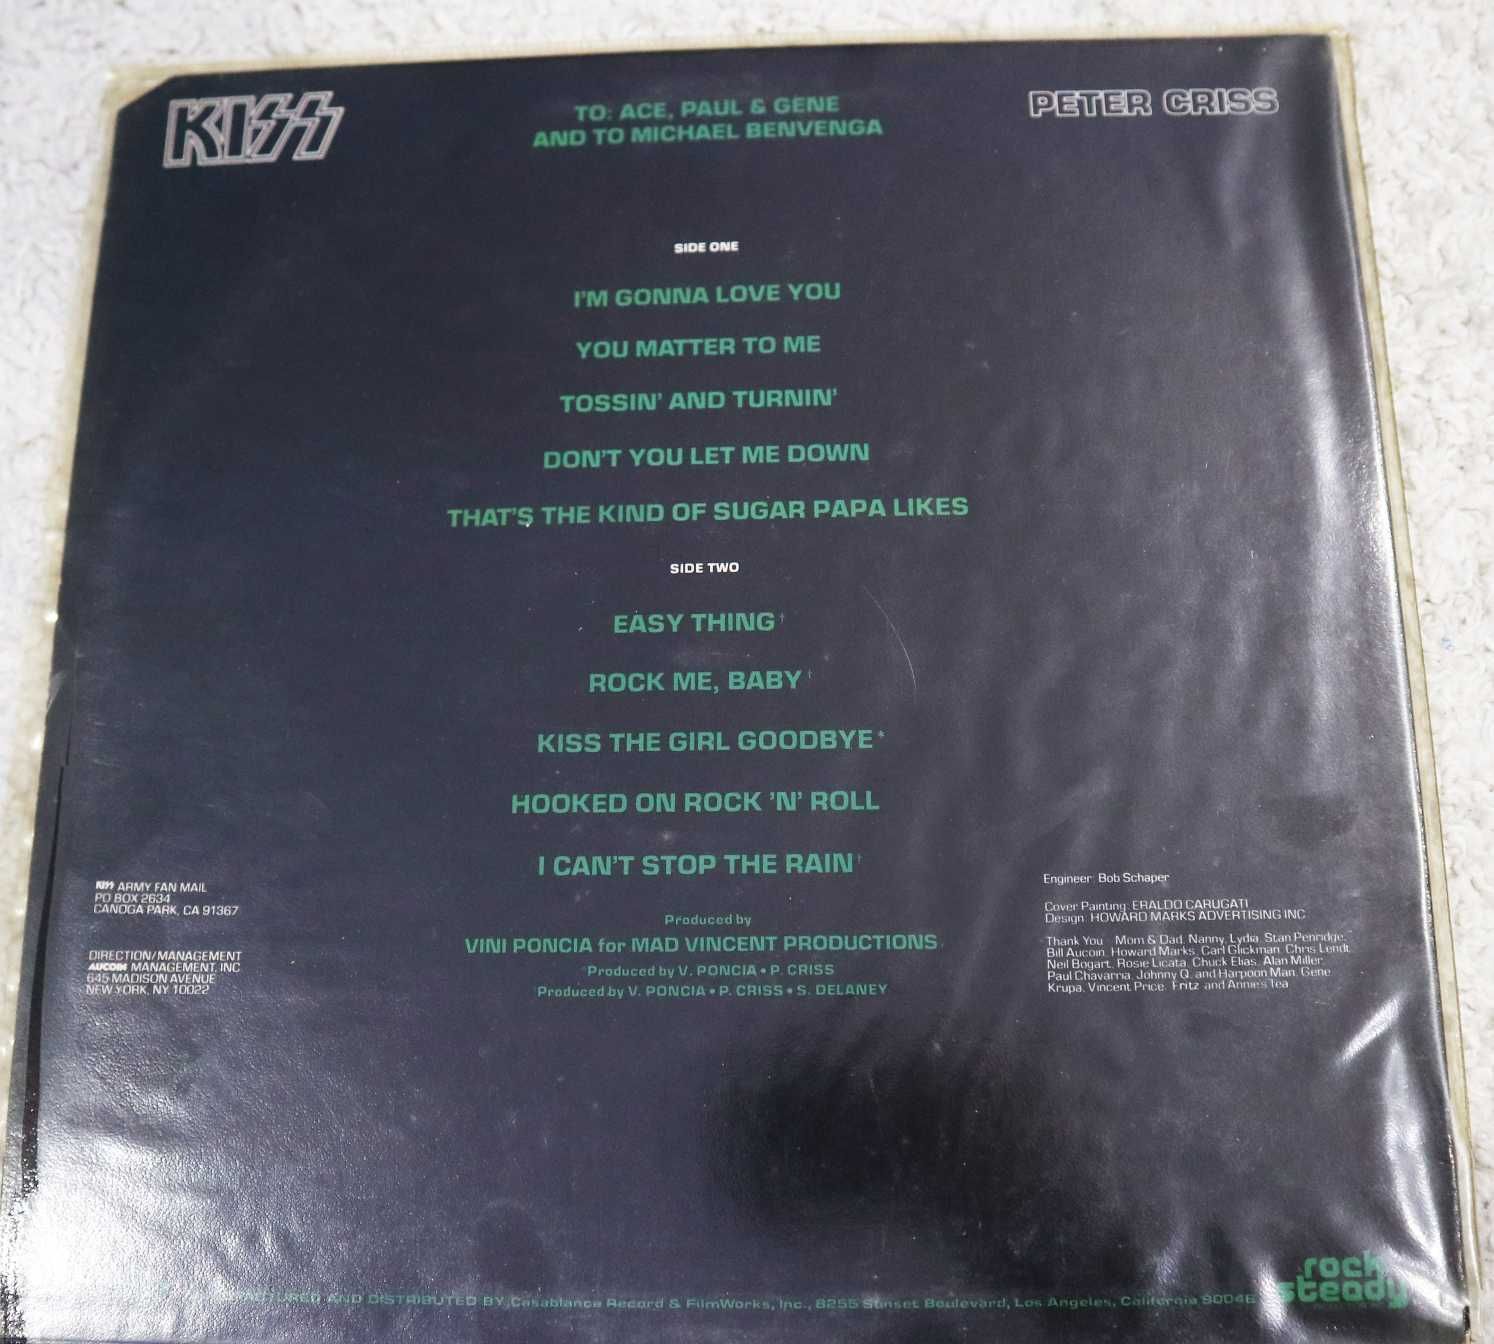 KISS
TO: ACE, PAUL & GENE
AND TO MICHAEL BENVENGA
PETER CRISS
SIDE ONE
I'M GONNA LOVE YOU
YOU MATTER TO ME
TOSSIN' AND TURNIN'
DON'T YOU LET ME DOWN
THAT'S THE KIND OF SUGAR PAPA LIKES
SIDE TWO
EASY THING†
ROCK ME, BABY†
KISS THE GIRL GOODBYE*
HOOKED ON ROCK 'N' ROLL
I CAN'T STOP THE RAIN†
Produced by
VINI PONCIA for MAD VINCENT PRODUCTIONS
*Produced by V. PONCIA • P. CRISS
†Produced by V. PONCIA • P. CRISS • S. DELANEY
KISS ARMY FAN MAIL
PO BOX 2634
CANOGA PARK, CA 91367
DIRECTION/MANAGEMENT
AUCOIN MANAGEMENT, INC
645 MADISON AVENUE
NEW YORK, NY 10022
Engineer: Bob Schaper
Cover Painting: ERALDO CARUGATI
Design: HOWARD MARKS ADVERTISING INC
Thank You Mom & Dad, Nanny, Lydia, Stan Penridge,
Bill Aucoin, Howard Marks, Carl Glickman, Chris Lendt,
Neil Bogart, Rosie Licata, Chuck Elias, Alan Miller,
Paul Chavarria, Johnny Q. and Harpoon Man, Gene
Krupa, Vincent Price, Fritz and Annie's Tea
AND DISTRIBUTED BY Casablanca Record & FilmWorks, Inc., 8255 Sunset Boulevard, Los Angeles, California 90046
rock
steady